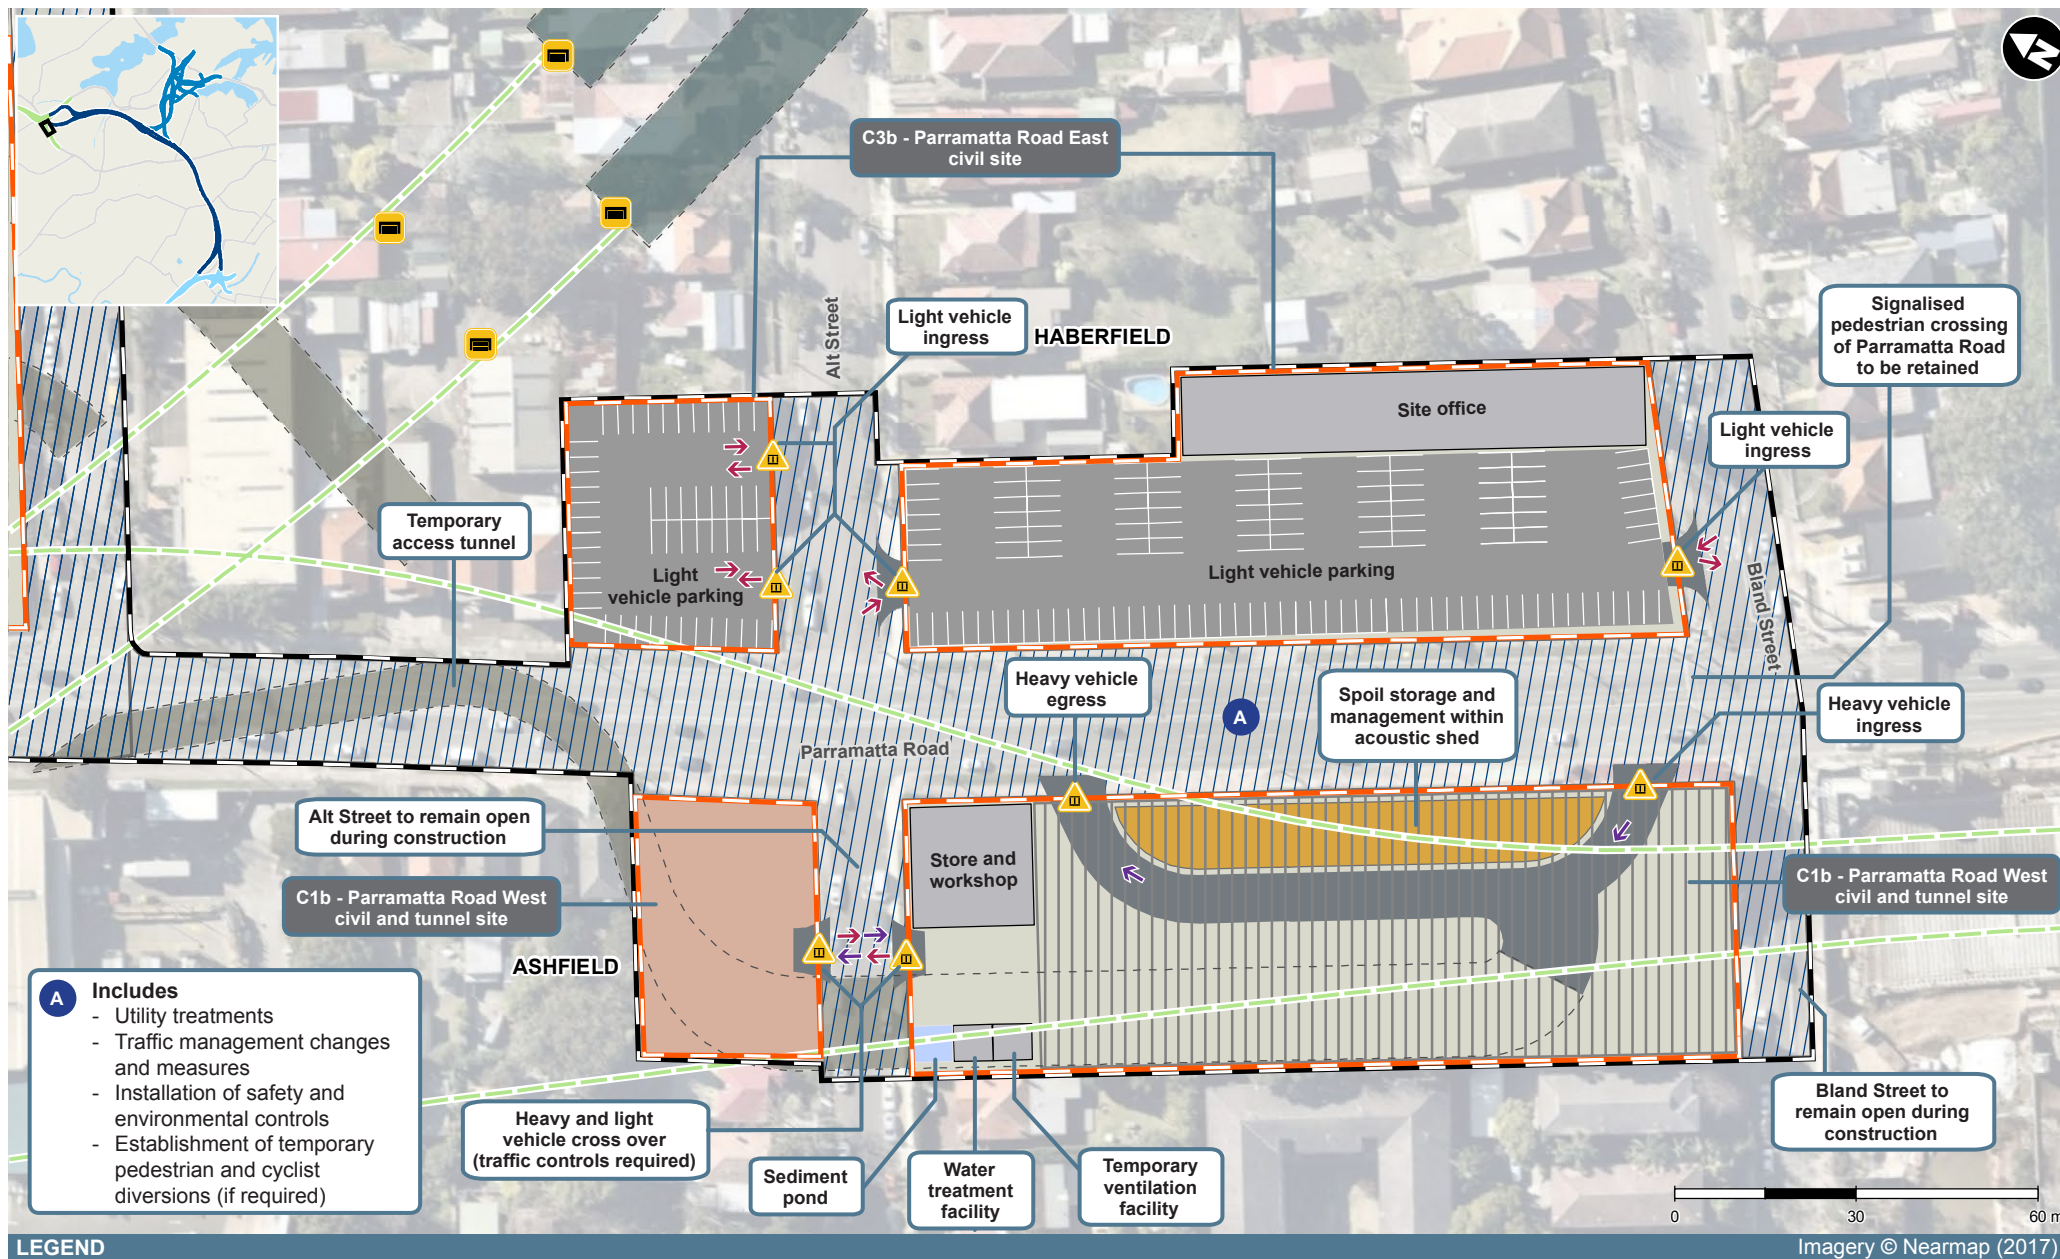 N
C3b - Parramatta Road East
civil site
Alt Street
Light vehicle
ingress
HABERFIELD
Signalised
pedestrian crossing
of Parramatta Road
to be retained
Site office
Light vehicle
ingress
Temporary
access tunnel
Light
vehicle parking
Light vehicle parking
Bland Street
Heavy vehicle
egress
A
Spoil storage and
management within
acoustic shed
Heavy vehicle
ingress
Parramatta Road
Alt Street to remain open
during construction
Store and
workshop
C1b - Parramatta Road West
civil and tunnel site
C1b - Parramatta Road West
civil and tunnel site
ASHFIELD
A Includes
- Utility treatments
- Traffic management changes
and measures
- Installation of safety and
environmental controls
- Establishment of temporary
pedestrian and cyclist
diversions (if required)
Heavy and light
vehicle cross over
(traffic controls required)
Sediment
pond
Water
treatment
facility
Temporary
ventilation
facility
Bland Street to
remain open during
construction
0 30 60 m
LEGEND
Imagery © Nearmap (2017)